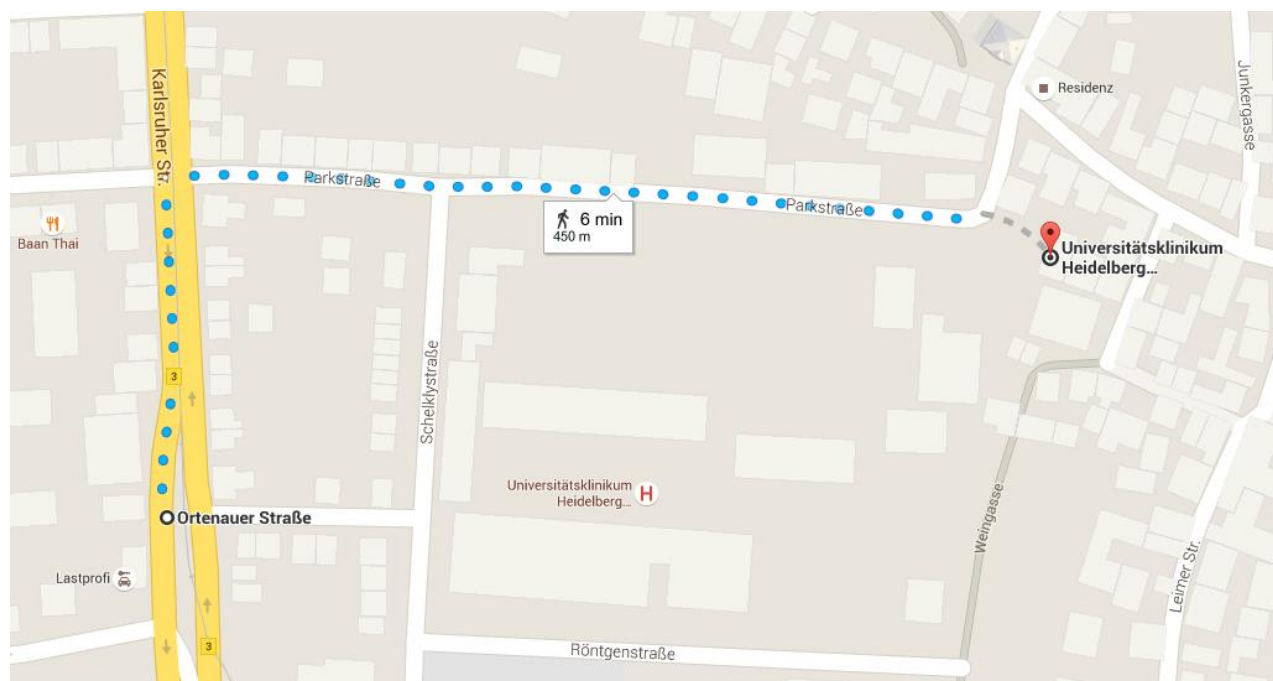 Karlsruher Str.
Junkergasse
Residenz
Parkstraße
Parkstraße
6 min
450 m
Baan Thai
Universitätsklinikum
Heidelberg...
3
Schelklystraße
Universitätsklinikum
Heidelberg...
H
Weingasse
Ortenauer Straße
Leimer Str.
Lastprofi
3
Röntgenstraße